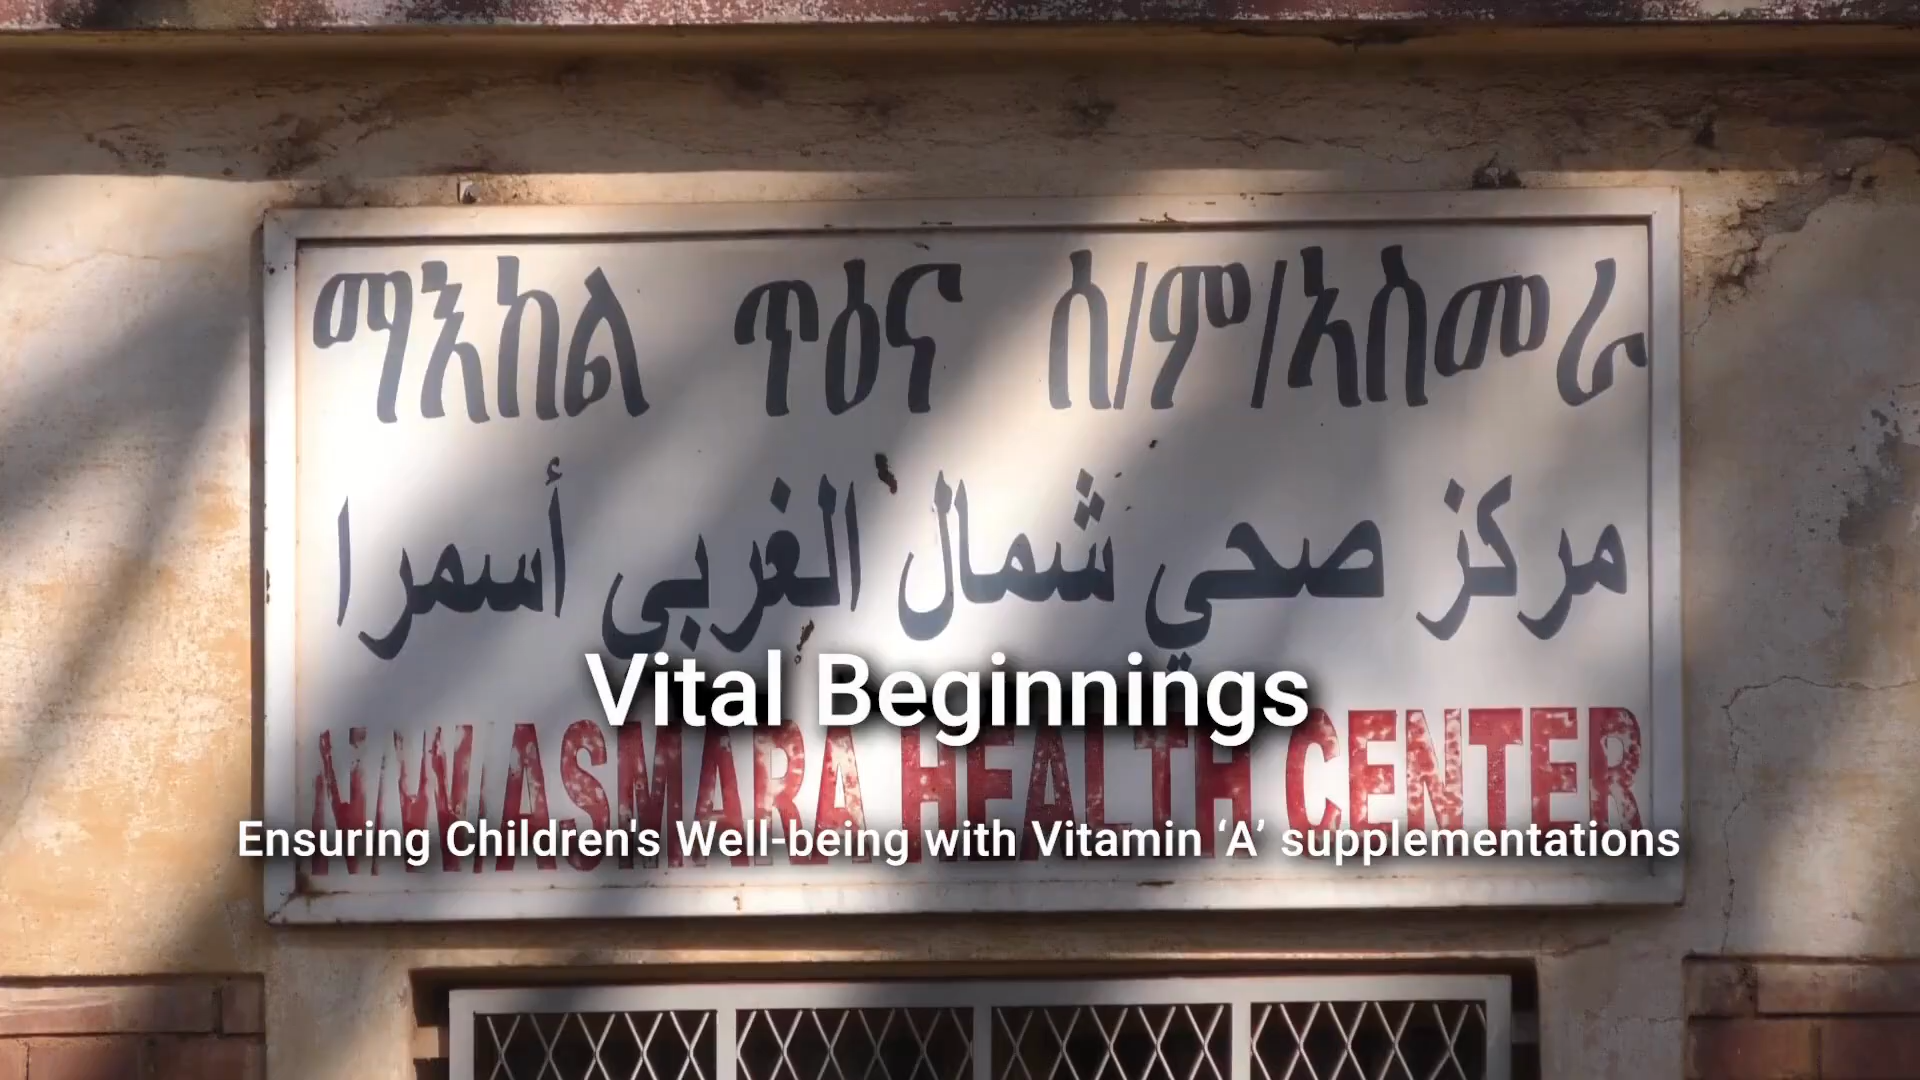 ማእከል ጥዕና ሰ/ም/ኣስመራ
مركز صحي شمال الغربي أسمرا
Vital Beginnings
N/W/ASMARA HEALTH CENTER
Ensuring Children's Well-being with Vitamin ‘A’ supplementations